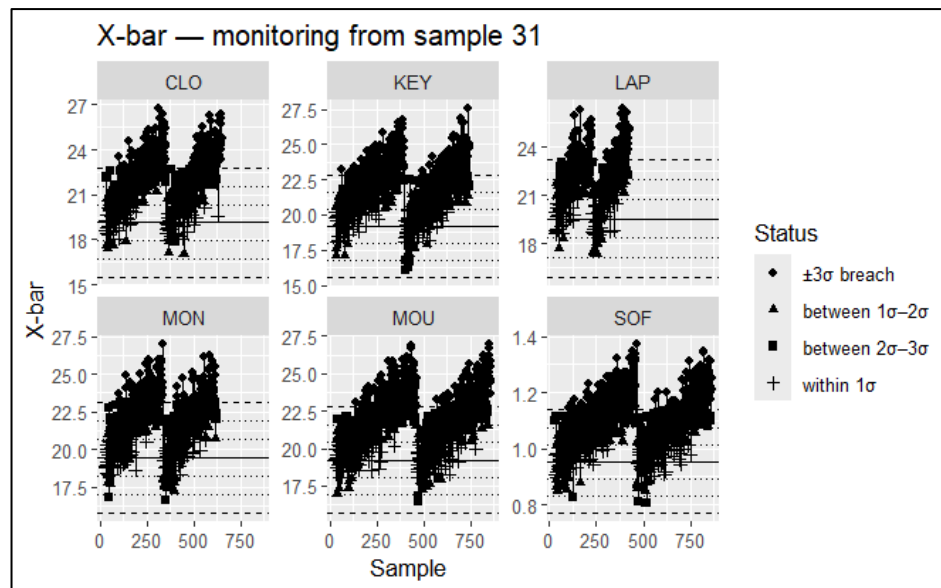 X-bar — monitoring from sample 31
CLO KEY LAP
27
24
21
18
15
27.5
25.0
22.5
20.0
17.5
15.0
24
21
18
MON MOU SOF
27.5
25.0
22.5
20.0
17.5
27.5
25.0
22.5
20.0
17.5
1.4
1.2
1.0
0.8
0 250 500 750 0 250 500 750 0 250 500 750
X-bar
Sample
Status
±3σ breach
between 1σ–2σ
between 2σ–3σ
within 1σ